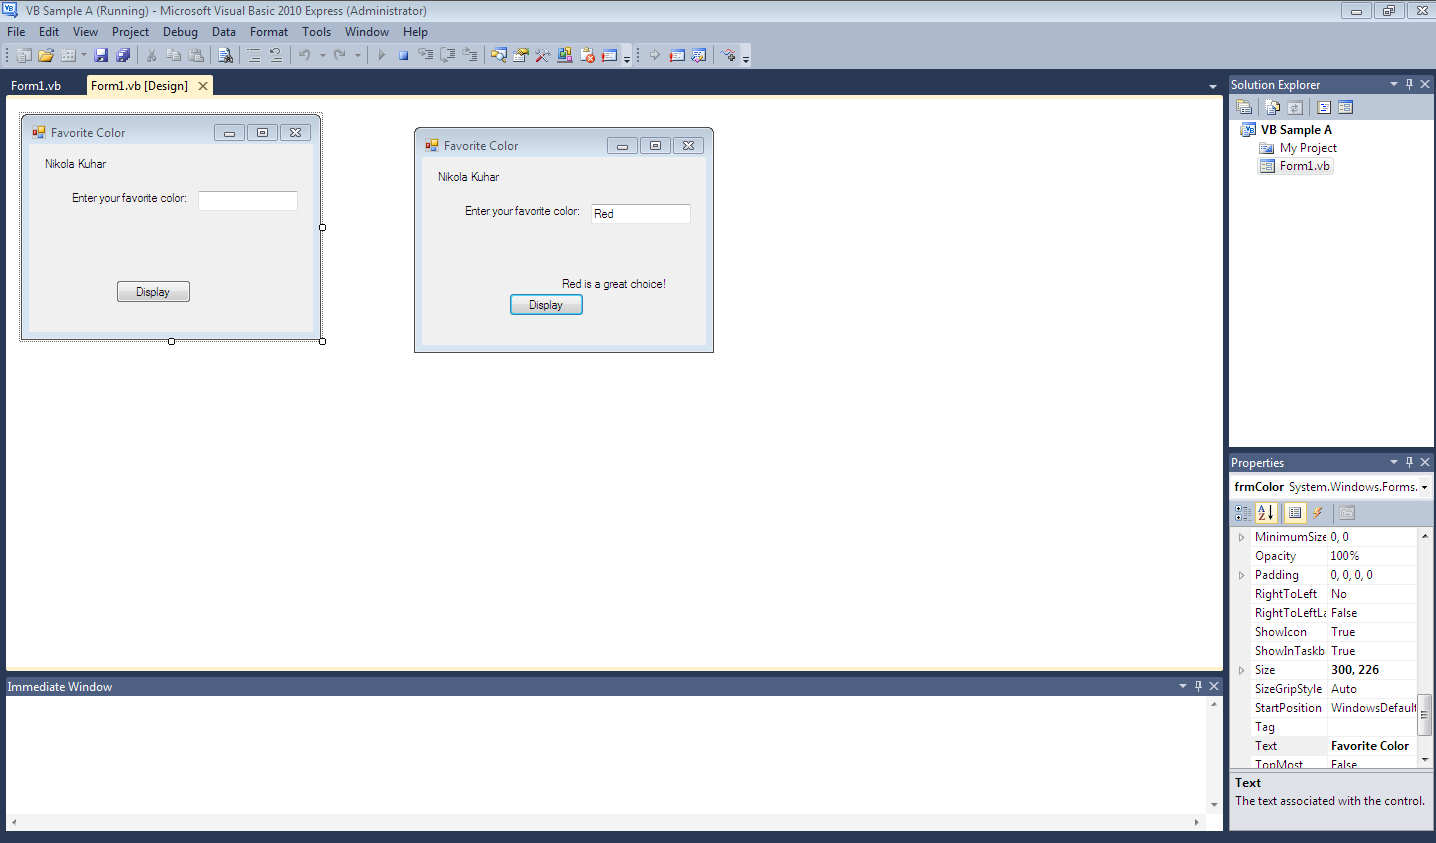 VB Sample A (Running) - Microsoft Visual Basic 2010 Express (Administrator)
File Edit View Project Debug Data Format Tools Window Help
Form1.vb
Form1.vb [Design]
Favorite Color
Nikola Kuhar
Enter your favorite color:
Display
Favorite Color
Nikola Kuhar
Enter your favorite color:
Red
Red is a great choice!
Display
Solution Explorer
VB Sample A
My Project
Form1.vb
Properties
frmColor System.Windows.Forms.
MinimumSize 0, 0
Opacity 100%
Padding 0, 0, 0, 0
RightToLeft No
RightToLeftLa False
ShowIcon True
ShowInTaskb True
Size 300, 226
SizeGripStyle Auto
StartPosition WindowsDefault
Tag
Text Favorite Color
TopMost False
Text
The text associated with the control.
Immediate Window